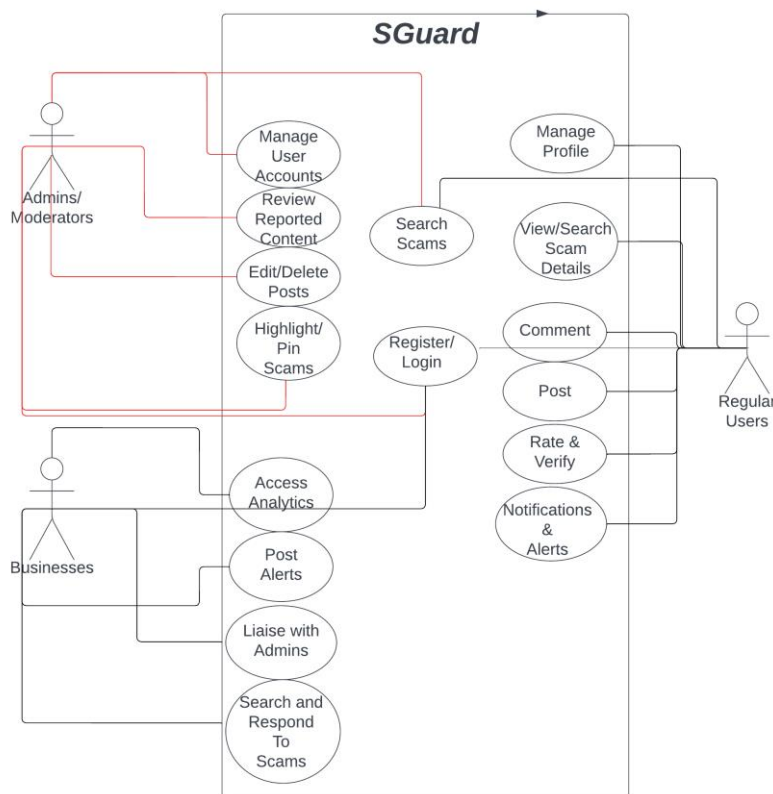 SGuard
Admins/
Moderators
Manage
User
Accounts
Review
Reported
Content
Edit/Delete
Posts
Highlight/
Pin
Scams
Search
Scams
Register/
Login
Manage
Profile
View/Search
Scam
Details
Comment
Post
Rate &
Verify
Notifications
&
Alerts
Regular
Users
Businesses
Access
Analytics
Post
Alerts
Liaise with
Admins
Search and
Respond
To
Scams